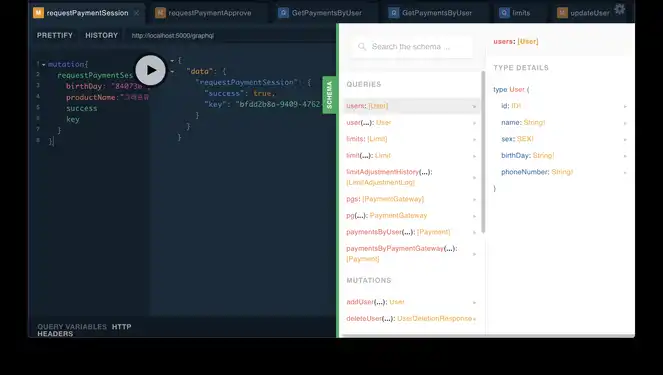 M requestPaymentSession ×
M requestPaymentApprove
Q GetPaymentsByUser
Q GetPaymentsByUser
Q limits
M updateUser
PRETTIFY HISTORY http://localhost:5000/graphql
1 mutation{
2 requestPaymentSes
3 birthDay: "84073
4 productName:"그래프
5 success
6 key
7 }
8 }
{
"data": {
"requestPaymentSession": {
"success": true,
"key": "bfdd2b8a-9409-4762-
}
}
}
QUERY VARIABLES HTTP HEADERS
SCHEMA
Search the schema ...
QUERIES
users: [User]
user(...): User
limits: [Limit]
limit(...): Limit
limitAdjustmentHistory(...):
[LimitAdjustmentLog]
pgs: [PaymentGateway]
pg(...): PaymentGateway
paymentsByUser(...): [Payment]
paymentsByPaymentGateway(...):
[Payment]
MUTATIONS
addUser(...): User
deleteUser(...): UserDeletionResponse
users: [User]
TYPE DETAILS
type User {
id: ID!
name: String!
sex: SEX!
birthDay: String!
phoneNumber: String!
}